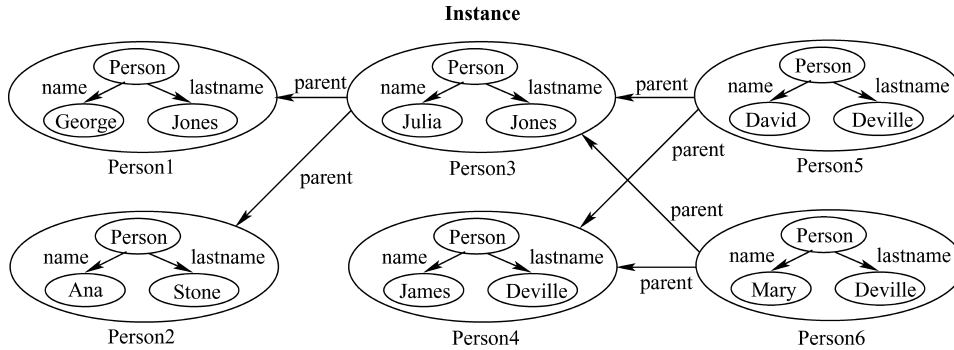 Instance
Person
name
lastname
George
Jones
Person1
parent
Person
name
lastname
Julia
Jones
Person3
parent
Person
name
lastname
David
Deville
Person5
parent
parent
Person
name
lastname
Ana
Stone
Person2
Person
name
lastname
James
Deville
Person4
parent
Person
name
lastname
Mary
Deville
Person6